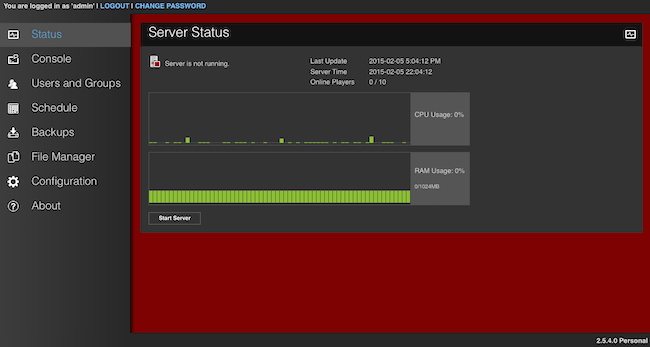 You are logged in as 'admin' | LOGOUT | CHANGE PASSWORD
Status
Console
Users and Groups
Schedule
Backups
File Manager
Configuration
About
Server Status
Server is not running.
Last Update 2015-02-05 5:04:12 PM
Server Time 2015-02-05 22:04:12
Online Players 0 / 10
CPU Usage: 0%
RAM Usage: 0%
0/1024MB
Start Server
2.5.4.0 Personal